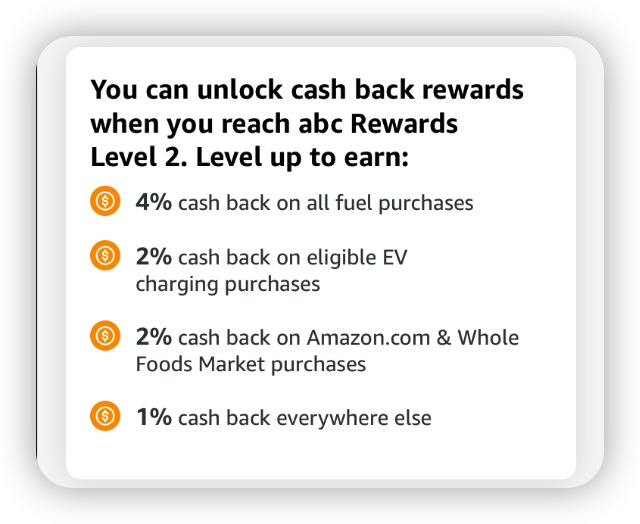 You can unlock cash back rewards
when you reach abc Rewards
Level 2. Level up to earn:
4% cash back on all fuel purchases
2% cash back on eligible EV
charging purchases
2% cash back on Amazon.com & Whole
Foods Market purchases
1% cash back everywhere else